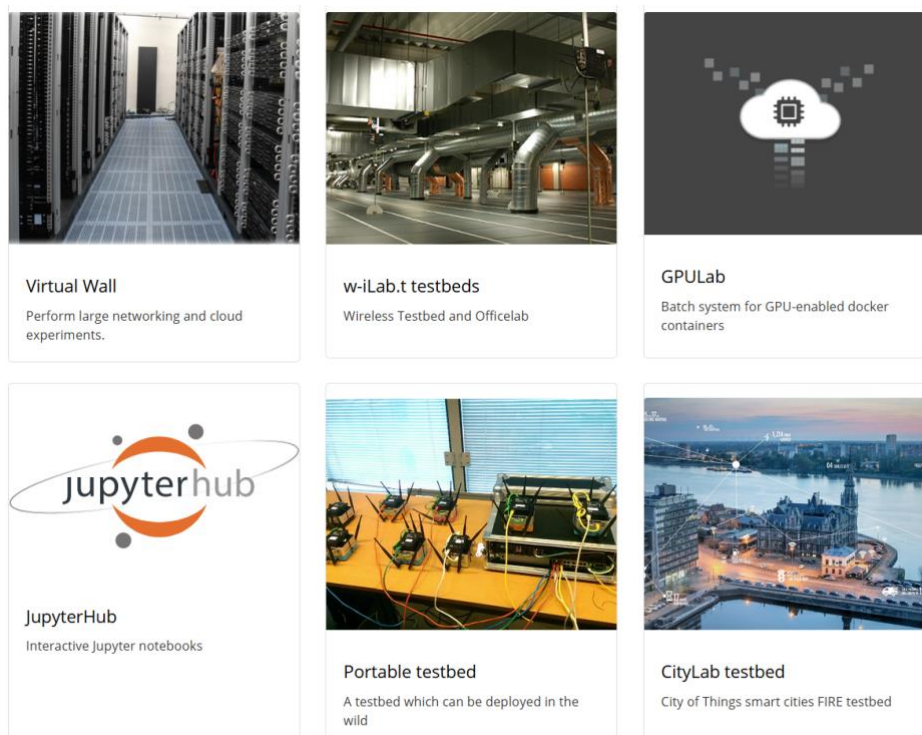 Virtual Wall
Perform large networking and cloud
experiments.
w-iLab.t testbeds
Wireless Testbed and Officelab
GPULab
Batch system for GPU-enabled docker
containers
jupyterhub
JupyterHub
Interactive Jupyter notebooks
Portable testbed
A testbed which can be deployed in the
wild
CityLab testbed
City of Things smart cities FIRE testbed